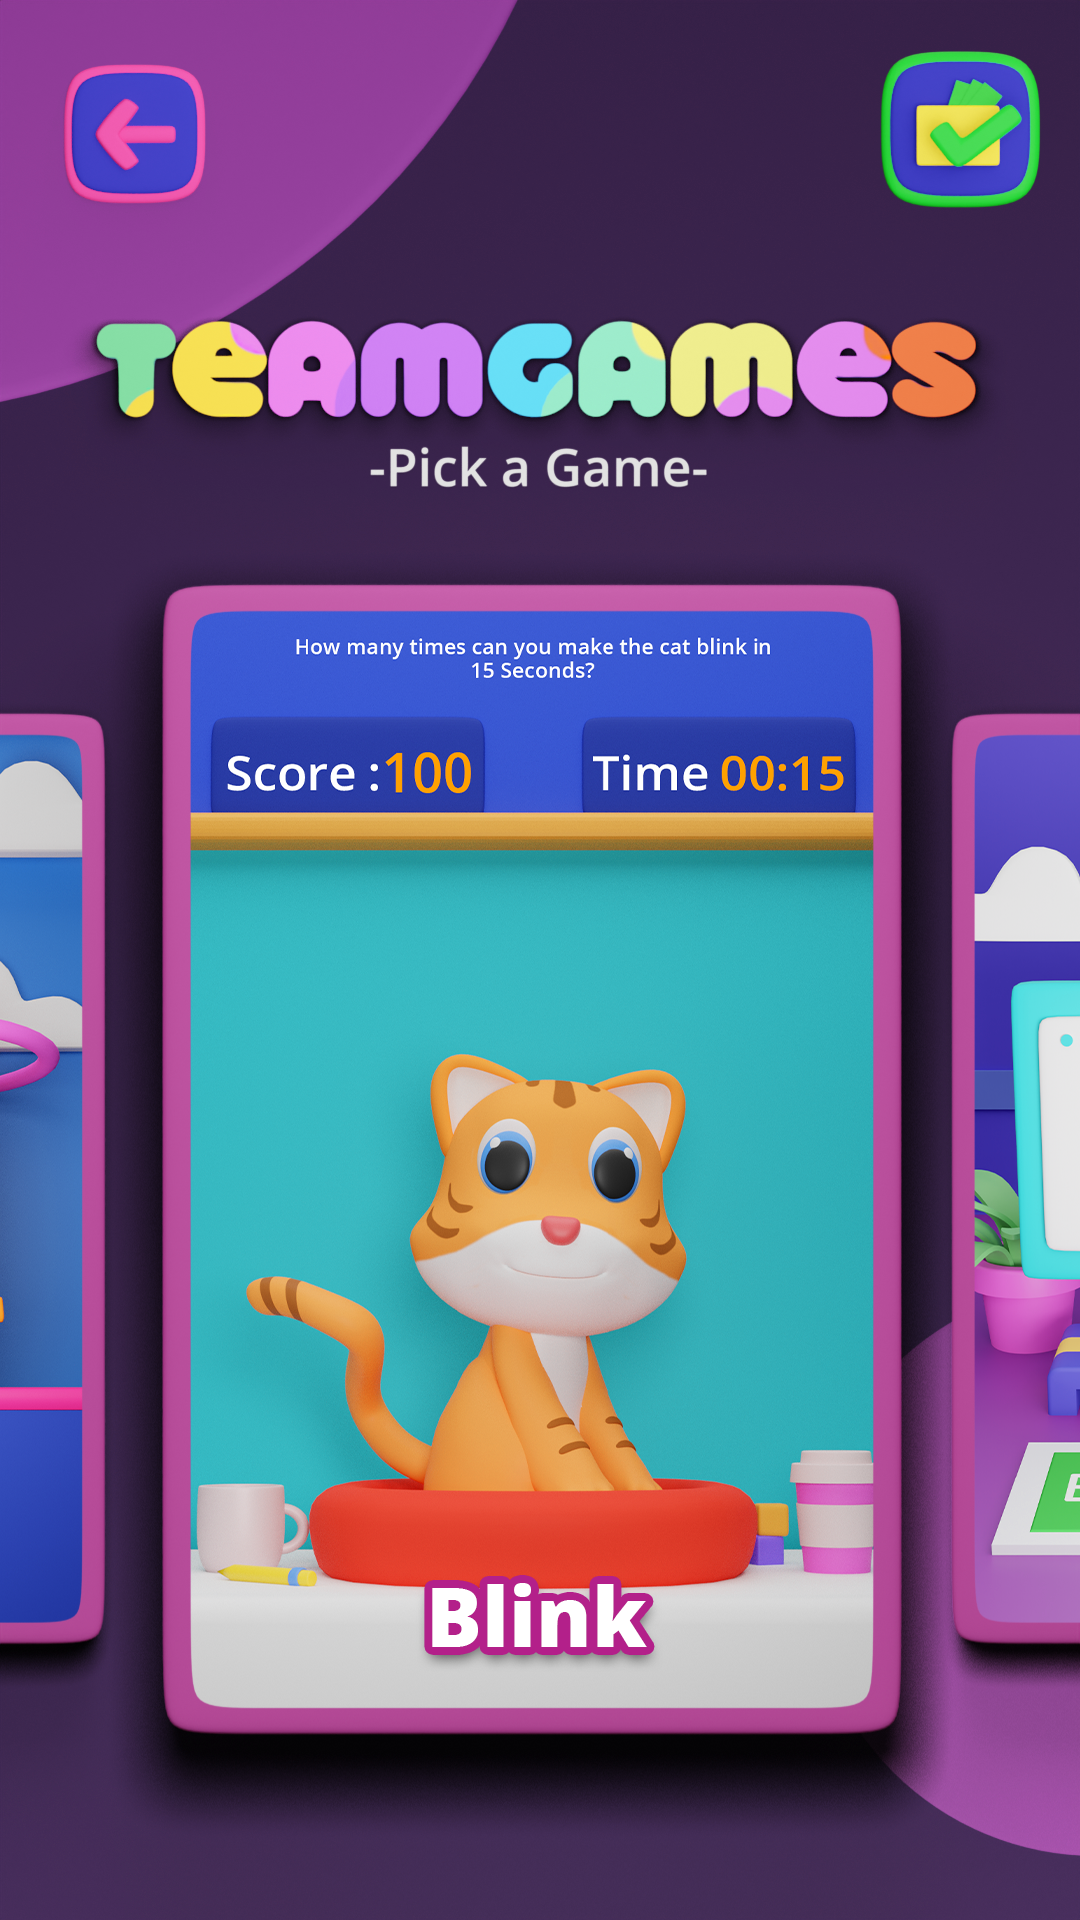 TEAMGAMES
-Pick a Game-
How many times can you make the cat blink in
15 Seconds?
Score :100
Time 00:15
Blink